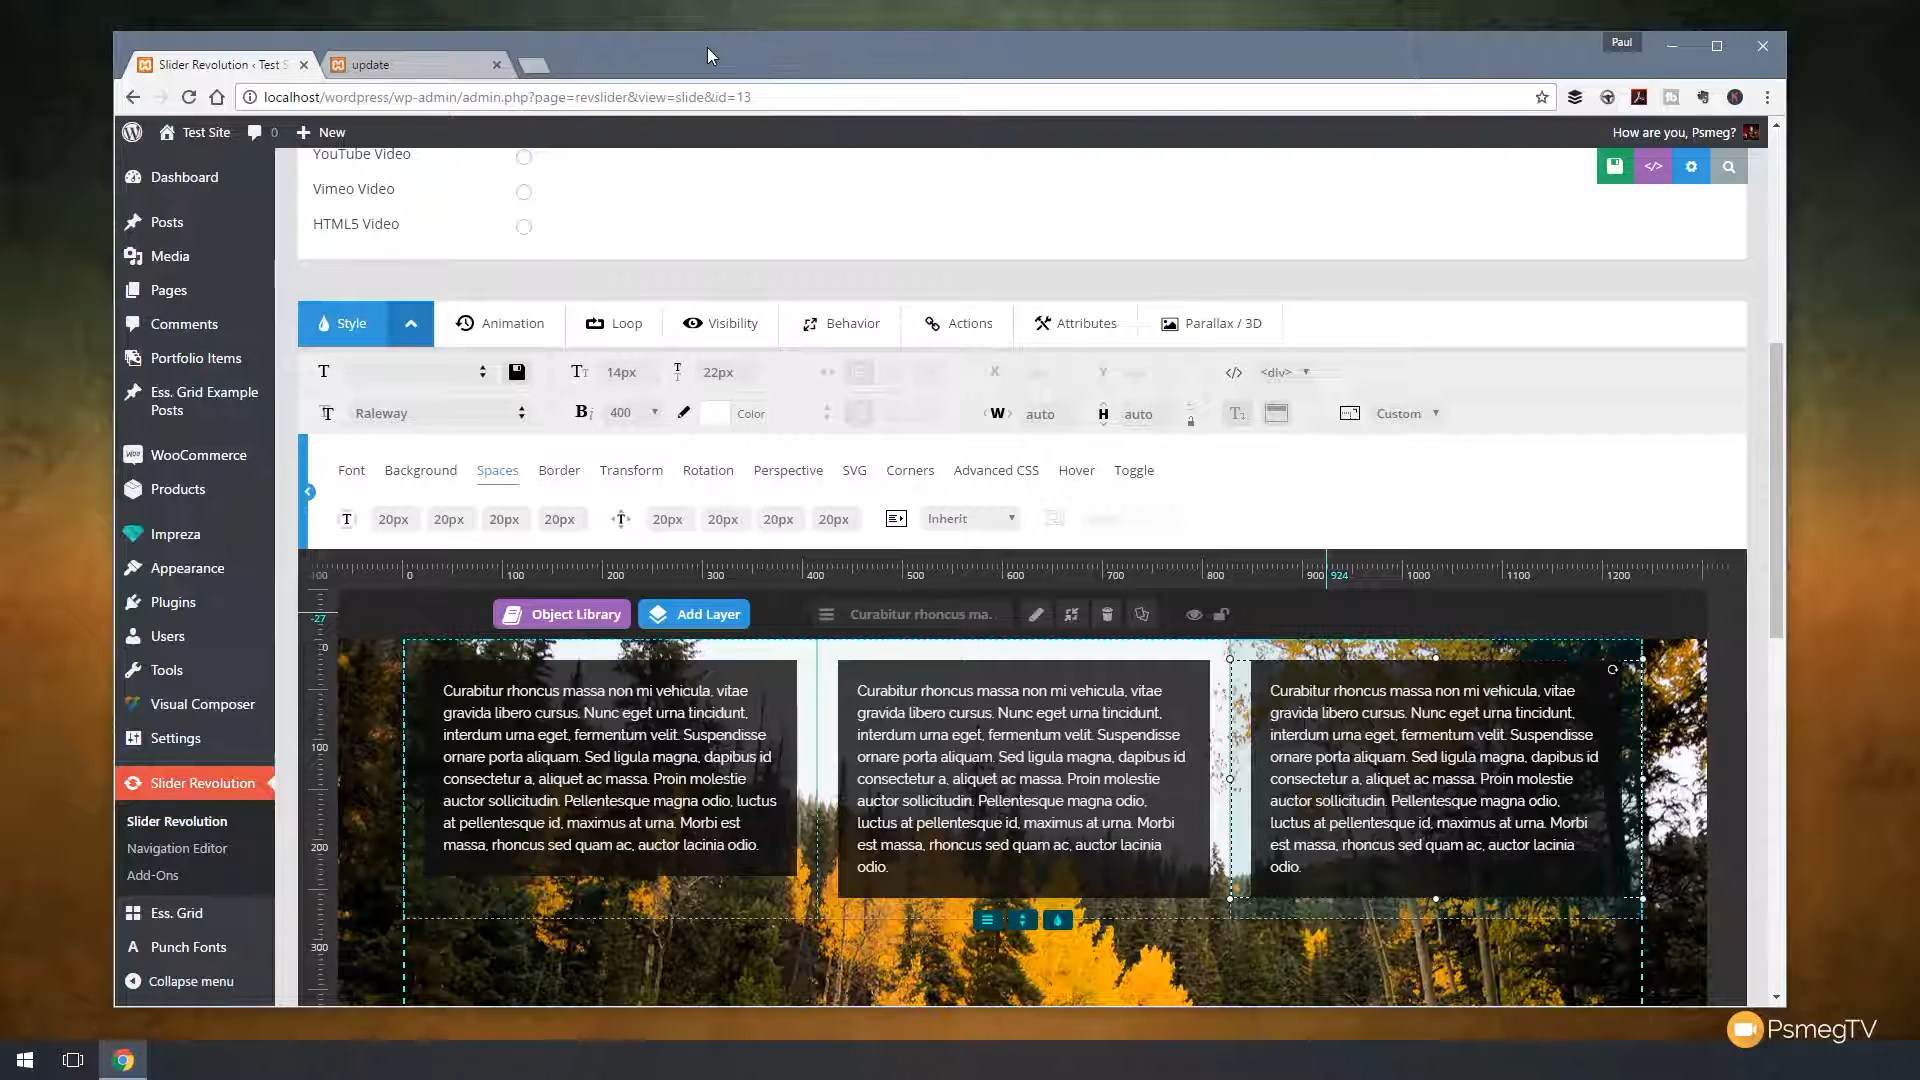 Paul
Slider Revolution ‹ Test S
update
localhost/wordpress/wp-admin/admin.php?page=revslider&view=slide&id=13
Test Site
0
New
How are you, Psmeg?
Dashboard
Posts
Media
Pages
Comments
Portfolio Items
Ess. Grid Example
Posts
WooCommerce
Products
Impreza
Appearance
Plugins
Users
Tools
Visual Composer
Settings
Slider Revolution
Slider Revolution
Navigation Editor
Add-Ons
Ess. Grid
Punch Fonts
Collapse menu
YouTube Video
Vimeo Video
HTML5 Video
Style
Animation
Loop
Visibility
Behavior
Actions
Attributes
Parallax / 3D
14px
22px
X
Y
<div>
Raleway
400
Color
W
auto
H
auto
Custom
Font
Background
Spaces
Border
Transform
Rotation
Perspective
SVG
Corners
Advanced CSS
Hover
Toggle
20px
20px
20px
20px
20px
20px
20px
20px
Inherit
-100
0
100
200
300
400
500
600
700
800
900
924
1000
1100
1200
-27
0
100
200
300
Object Library
Add Layer
Curabitur rhoncus ma..
Curabitur rhoncus massa non mi vehicula, vitae
gravida libero cursus. Nunc eget urna tincidunt,
interdum urna eget, fermentum velit. Suspendisse
ornare porta aliquam. Sed ligula magna, dapibus id
consectetur a, aliquet ac massa. Proin molestie
auctor sollicitudin. Pellentesque magna odio, luctus
at pellentesque id, maximus at urna. Morbi est
massa, rhoncus sed quam ac, auctor lacinia odio.
Curabitur rhoncus massa non mi vehicula, vitae
gravida libero cursus. Nunc eget urna tincidunt,
interdum urna eget, fermentum velit. Suspendisse
ornare porta aliquam. Sed ligula magna, dapibus id
consectetur a, aliquet ac massa. Proin molestie
auctor sollicitudin. Pellentesque magna odio,
luctus at pellentesque id, maximus at urna. Morbi
est massa, rhoncus sed quam ac, auctor lacinia
odio.
Curabitur rhoncus massa non mi vehicula, vitae
gravida libero cursus. Nunc eget urna tincidunt,
interdum urna eget, fermentum velit. Suspendisse
ornare porta aliquam. Sed ligula magna, dapibus id
consectetur a, aliquet ac massa. Proin molestie
auctor sollicitudin. Pellentesque magna odio,
luctus at pellentesque id, maximus at urna. Morbi
est massa, rhoncus sed quam ac, auctor lacinia
odio.
PsmegTV